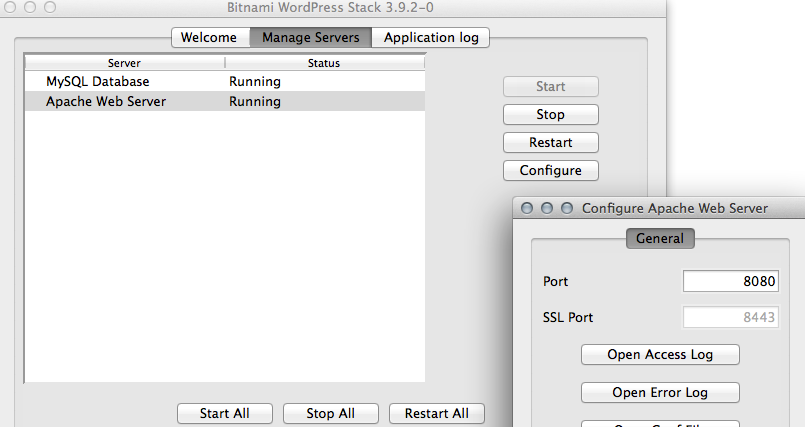 Bitnami WordPress Stack 3.9.2-0
Welcome Manage Servers Application log
Server Status
MySQL Database Running
Apache Web Server Running
Start
Stop
Restart
Configure
Configure Apache Web Server
General
Port 8080
SSL Port 8443
Open Access Log
Open Error Log
Start All Stop All Restart All